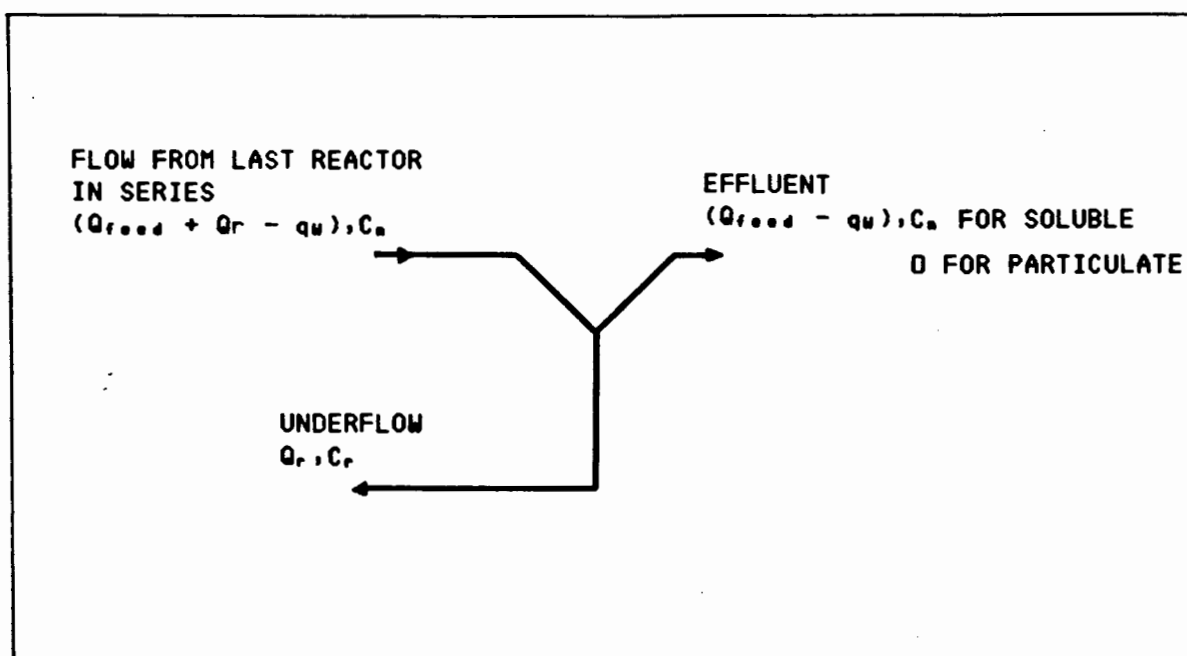 FLOW FROM LAST REACTOR
IN SERIES
(Qfeed + Qr - qw),Cn
EFFLUENT
(Qfeed - qw),Cn FOR SOLUBLE
0 FOR PARTICULATE
UNDERFLOW
Qr,Cr